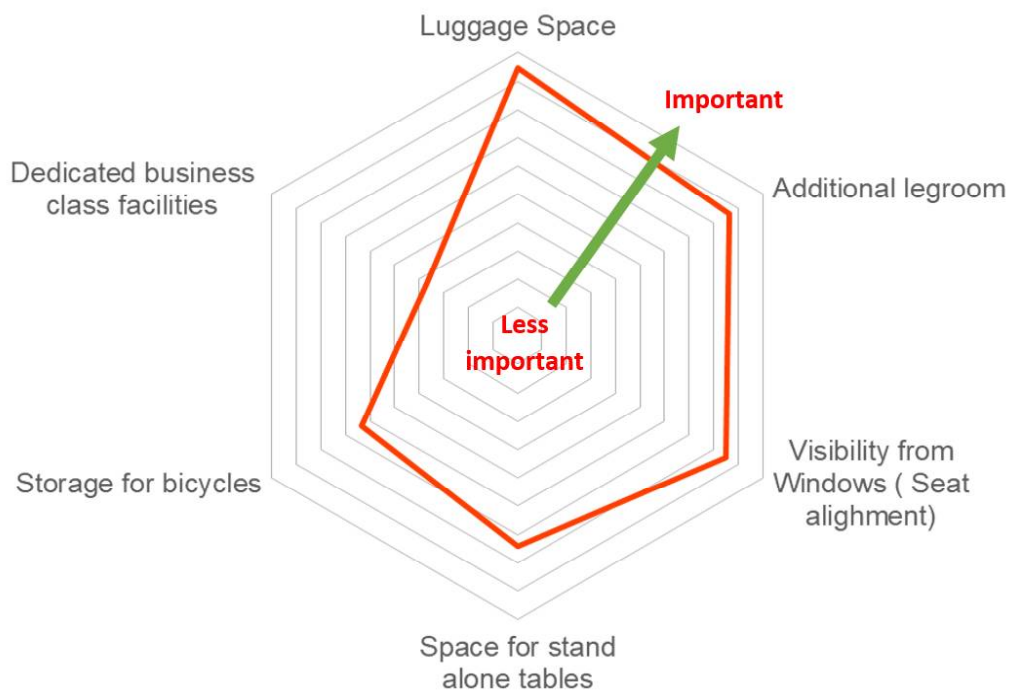 Luggage Space
Important
Dedicated business
class facilities
Additional legroom
Less
important
Storage for bicycles
Visibility from
Windows ( Seat
alighment)
Space for stand
alone tables